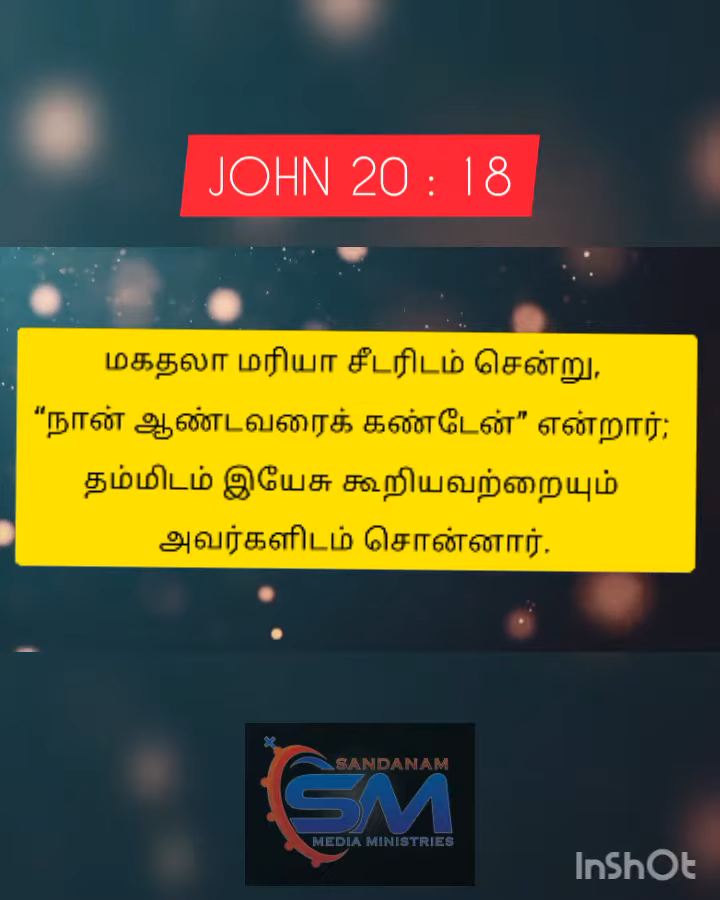 JOHN 20 : 18
மகதலா மரியா சீடரிடம் சென்று,
“நான் ஆண்டவரைக் கண்டேன்” என்றார்;
தம்மிடம் இயேசு கூறியவற்றையும்
அவர்களிடம் சொன்னார்.
SANDANAM
SM
MEDIA MINISTRIES
InShOt